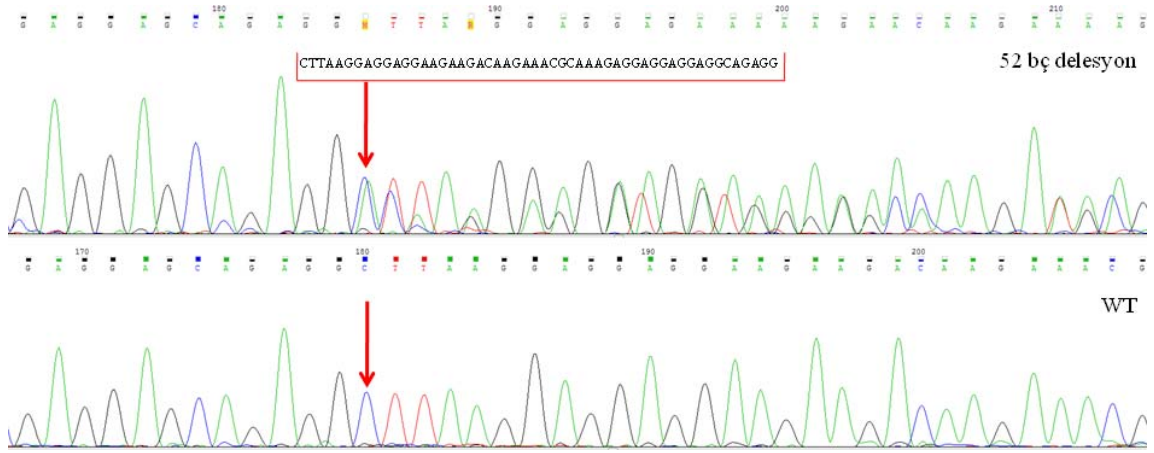 180 190 200 210
G A G G A G C A G A G G M T T A R G G A G G A G A A A A A G A A C A A G A A A A G
CTTAAGGAGGAGGAAGAAGACAAGAAACGCAAAGAGGAGGAGGAGGCAGAGG
52 bç delesyon
170 180 190 200
G A G G A G C A G A G G C T T A A G G A G G A G G A A G A A G A C A A G A A A C G
WT